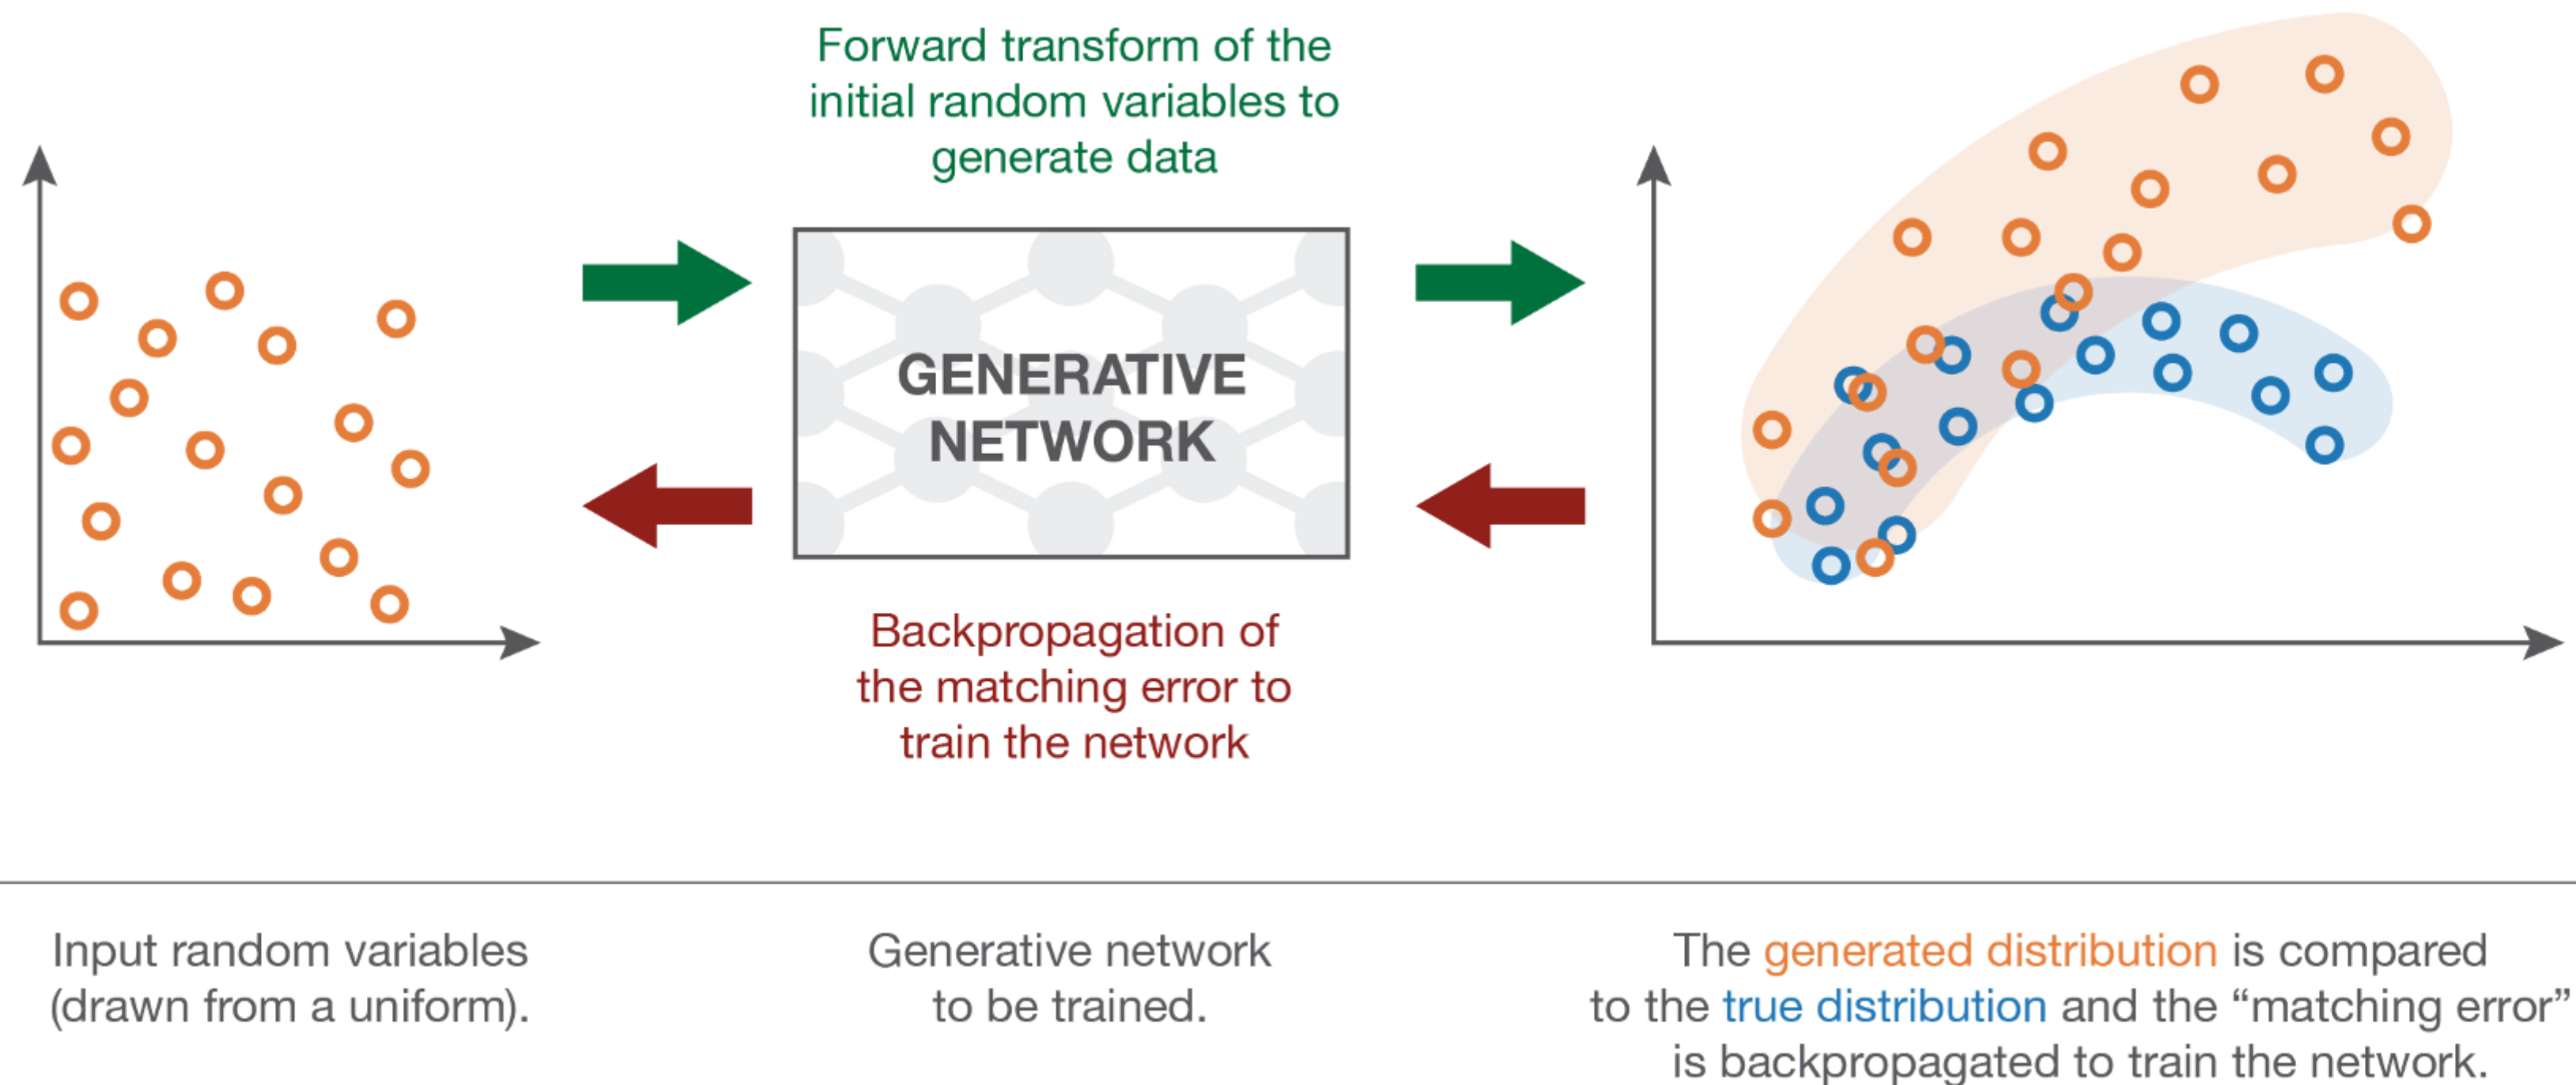 Forward transform of the
initial random variables to
generate data
GENERATIVE
NETWORK
Backpropagation of
the matching error to
train the network
Input random variables
(drawn from a uniform).
Generative network
to be trained.
The generated distribution is compared
to the true distribution and the “matching error”
is backpropagated to train the network.